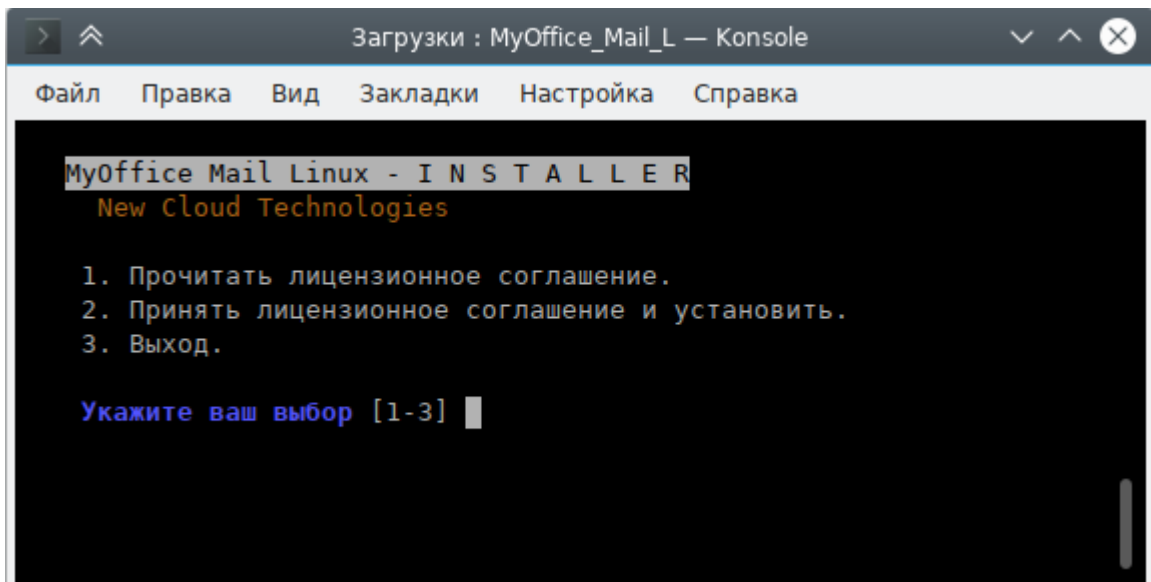 Загрузки : MyOffice_Mail_L — Konsole
Файл Правка Вид Закладки Настройка Справка
MyOffice Mail Linux - I N S T A L L E R
New Cloud Technologies
1. Прочитать лицензионное соглашение.
2. Принять лицензионное соглашение и установить.
3. Выход.
Укажите ваш выбор [1-3]